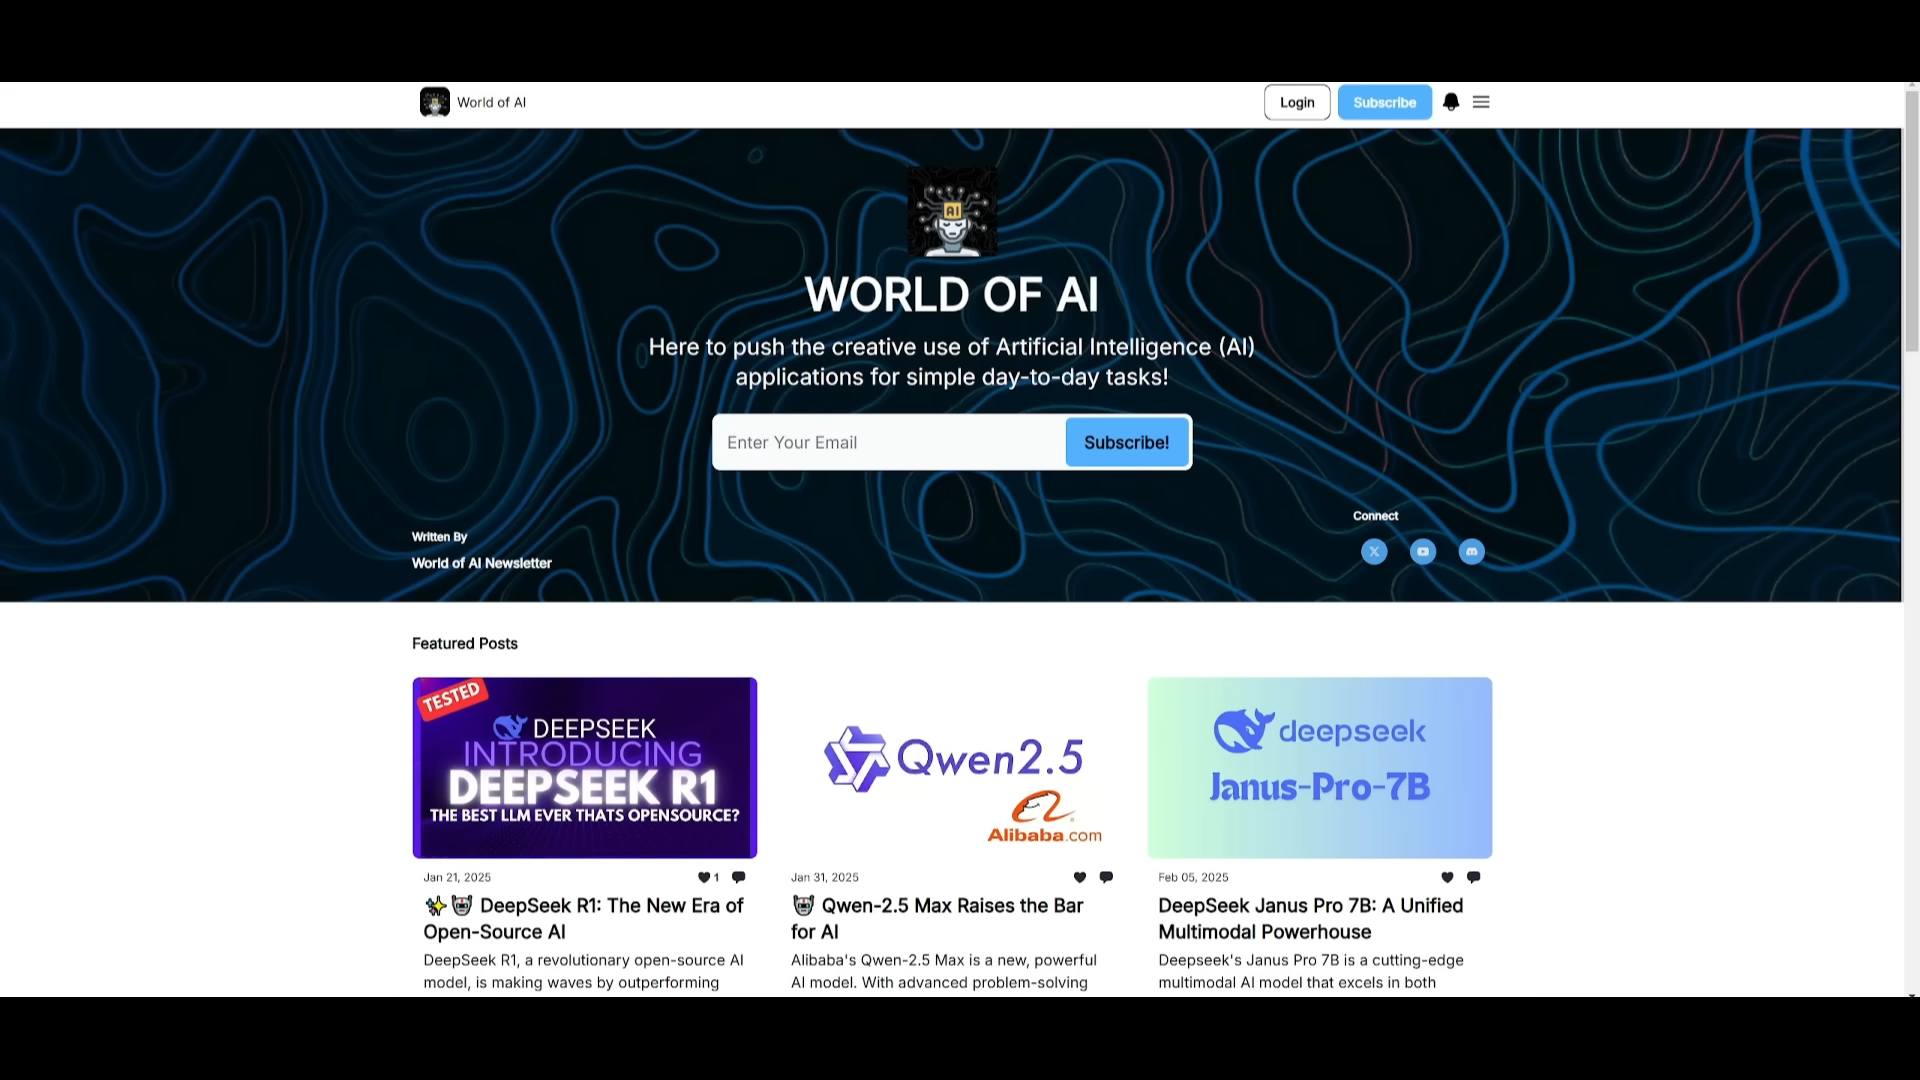 World of AI
Login
Subscribe
AI
WORLD OF AI
Here to push the creative use of Artificial Intelligence (AI)
applications for simple day-to-day tasks!
Enter Your Email
Subscribe!
Connect
Written By
World of AI Newsletter
Featured Posts
TESTED
DEEPSEEK
INTRODUCING
DEEPSEEK R1
THE BEST LLM EVER THATS OPENSOURCE?
Jan 21, 2025
1
DeepSeek R1: The New Era of
Open-Source AI
DeepSeek R1, a revolutionary open-source AI
model, is making waves by outperforming
Qwen2.5
Alibaba.com
Jan 31, 2025
Qwen-2.5 Max Raises the Bar
for AI
Alibaba's Qwen-2.5 Max is a new, powerful
AI model. With advanced problem-solving
deepseek
Janus-Pro-7B
Feb 05, 2025
DeepSeek Janus Pro 7B: A Unified
Multimodal Powerhouse
Deepseek's Janus Pro 7B is a cutting-edge
multimodal AI model that excels in both